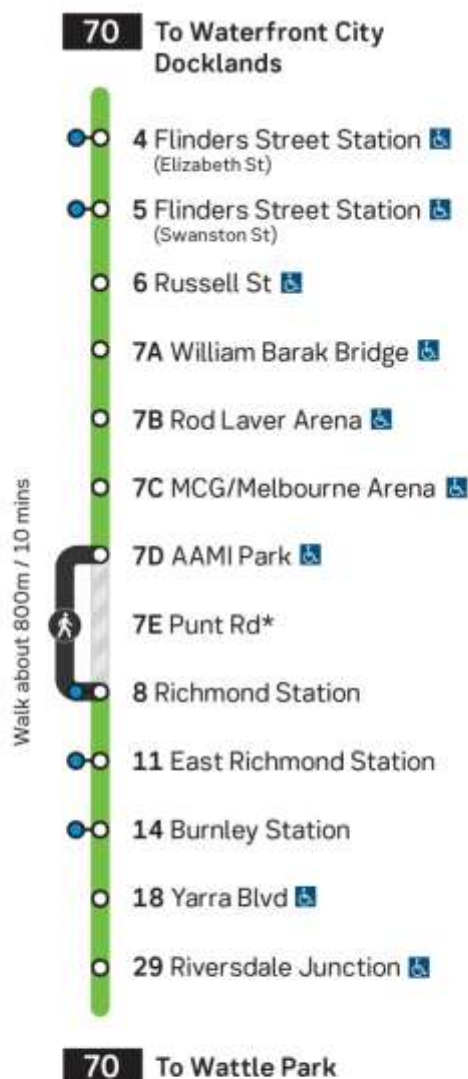 70 To Waterfront City
Docklands
4 Flinders Street Station
(Elizabeth St)
5 Flinders Street Station
(Swanston St)
6 Russell St
7A William Barak Bridge
7B Rod Laver Arena
7C MCG/Melbourne Arena
Walk about 800m / 10 mins
7D AAMI Park
7E Punt Rd*
8 Richmond Station
11 East Richmond Station
14 Burnley Station
18 Yarra Blvd
29 Riversdale Junction
70 To Wattle Park